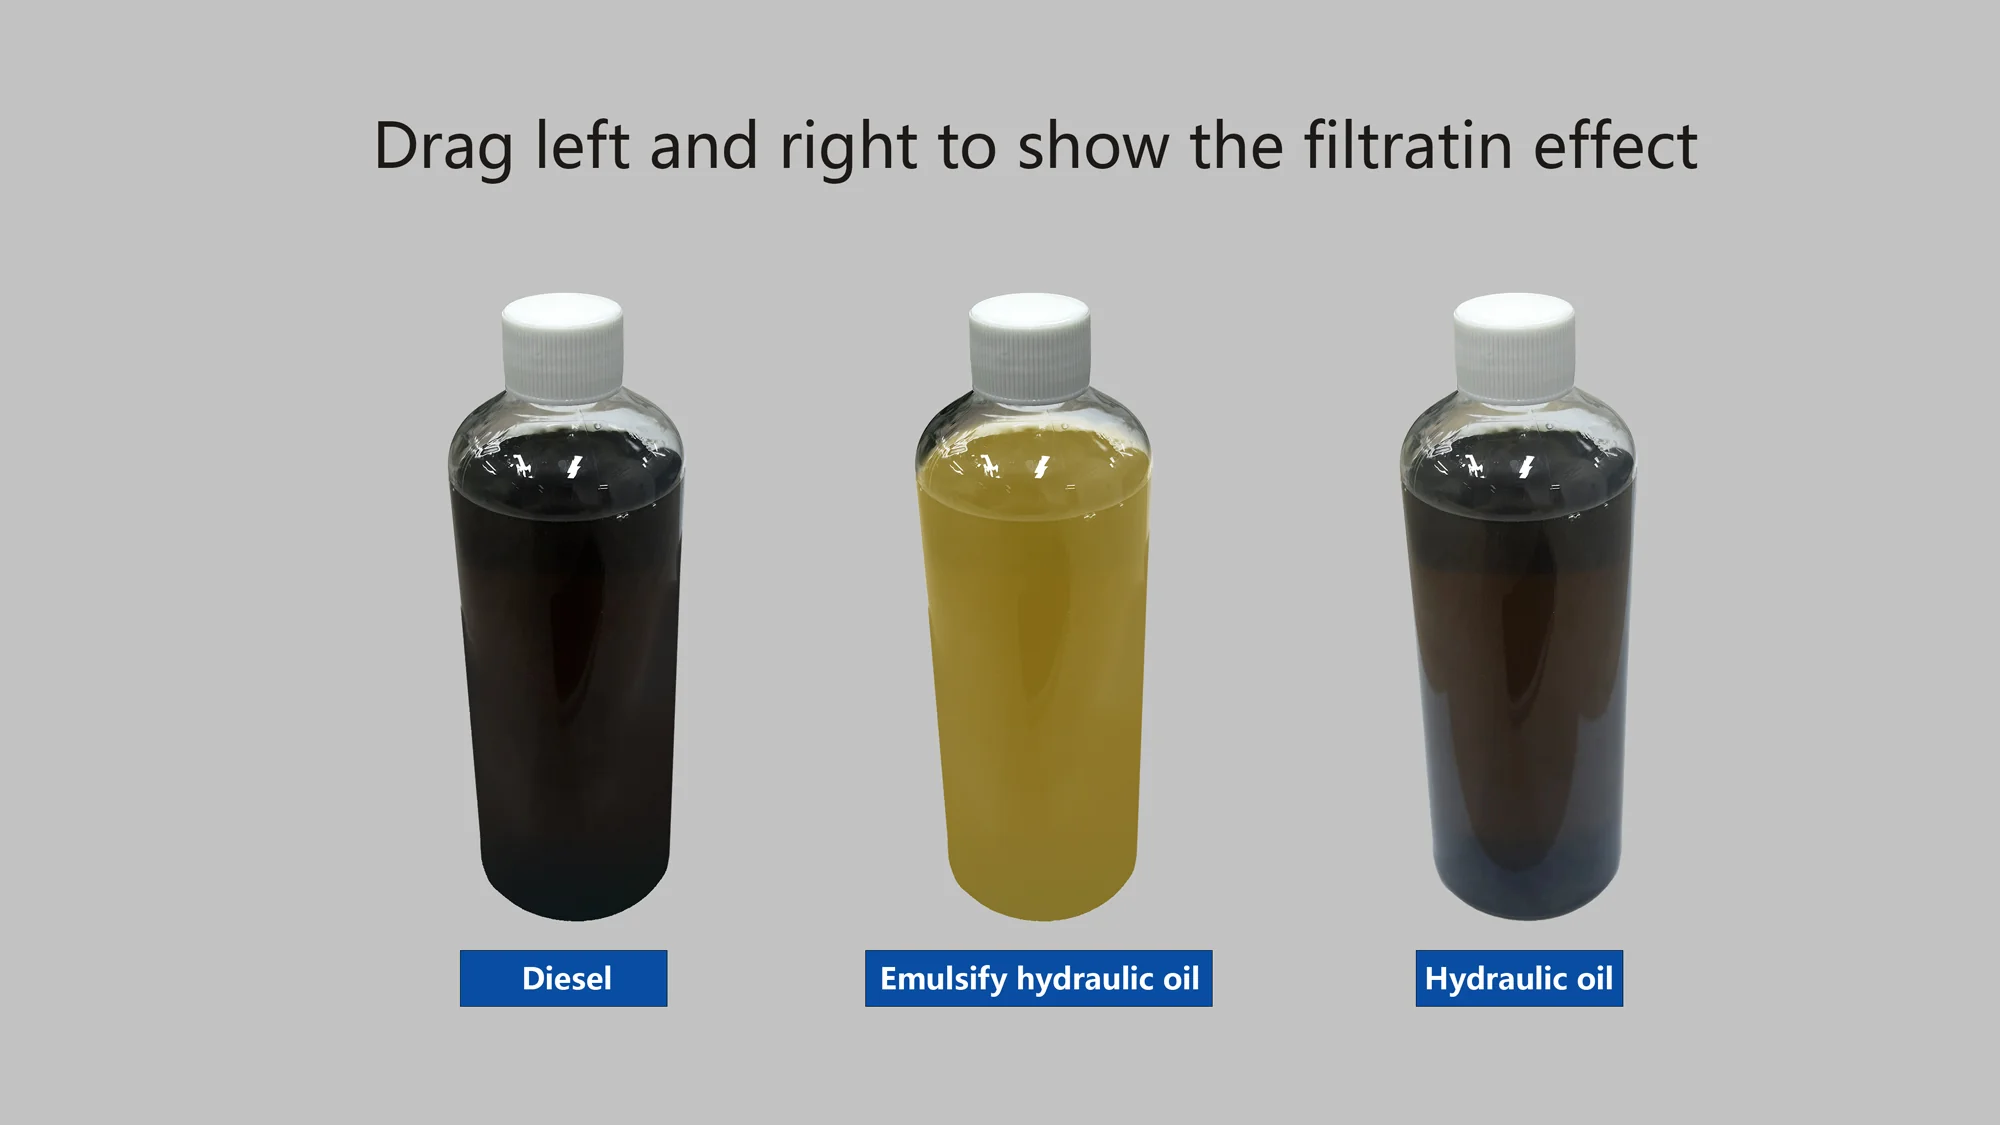 Drag left and right to show the filtratin effect
Diesel
Emulsify hydraulic oil
Hydraulic oil